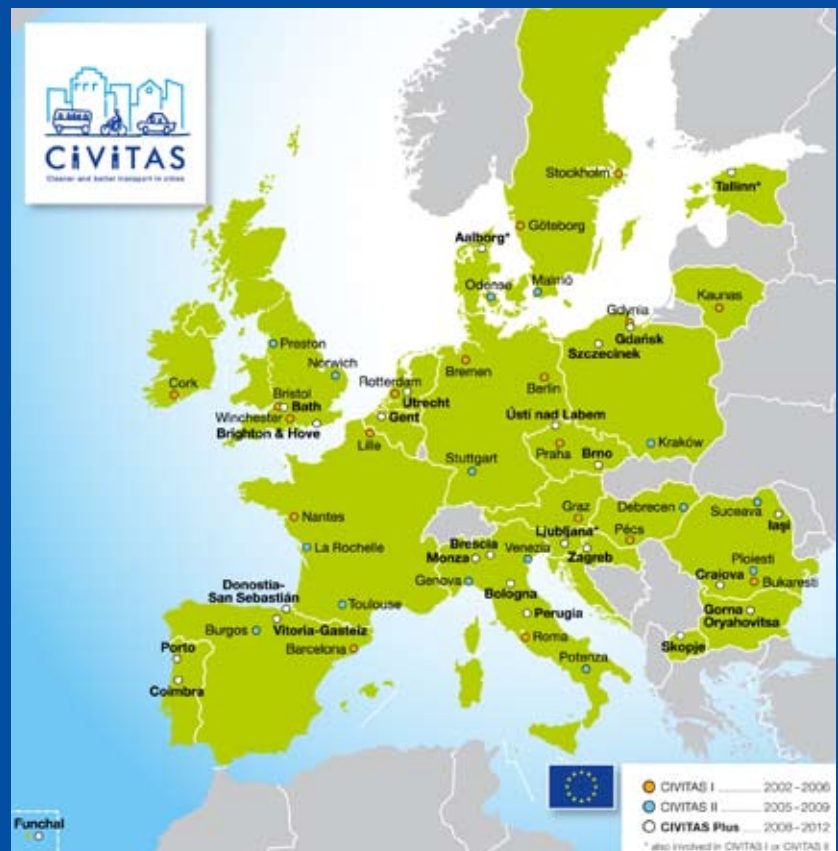 CIVITAS
Cleaner and better transport in cities
Stockholm
Tallinn*
Göteborg
Aalborg*
Odense
Malmö
Kaunas
Gdynia
Gdańsk
Szczecinek
Preston
Norwich
Bremen
Berlin
Cork
Rotterdam
Bristol
Bath
Utrecht
Winchester
Gent
Brighton & Hove
Lille
Ústí nad Labem
Praha
Brno
Kraków
Stuttgart
Nantes
Graz
Debrecen
Suceava
Iaşi
Pécs
Ljubljana*
Zagreb
La Rochelle
Brescia
Monza
Venezia
Ploiesti
Genova
Bologna
Craiova
Bukaresti
Donostia-
San Sebastián
Toulouse
Vitoria-Gasteiz
Burgos
Perugia
Gorna
Oryahovitsa
Porto
Barcelona
Roma
Skopje
Coimbra
Potenza
Funchal
CIVITAS I 2002–2006
CIVITAS II 2005–2009
CIVITAS Plus 2008–2012
* also involved in CIVITAS I or CIVITAS II